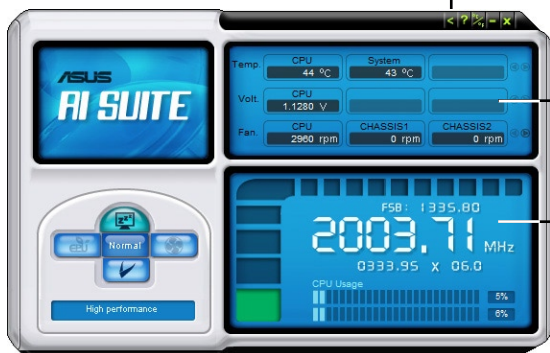 < ? °C/°F – x
ASUS
AI SUITE
Temp. CPU System
44 °C 43 °C
Volt. CPU
1.1280 V
Fan. CPU CHASSIS1 CHASSIS2
2960 rpm 0 rpm 0 rpm
FSB: 1335.80
2003.71 MHz
0333.95 x 06.0
CPU Usage
5%
6%
zzz
Normal
High performance